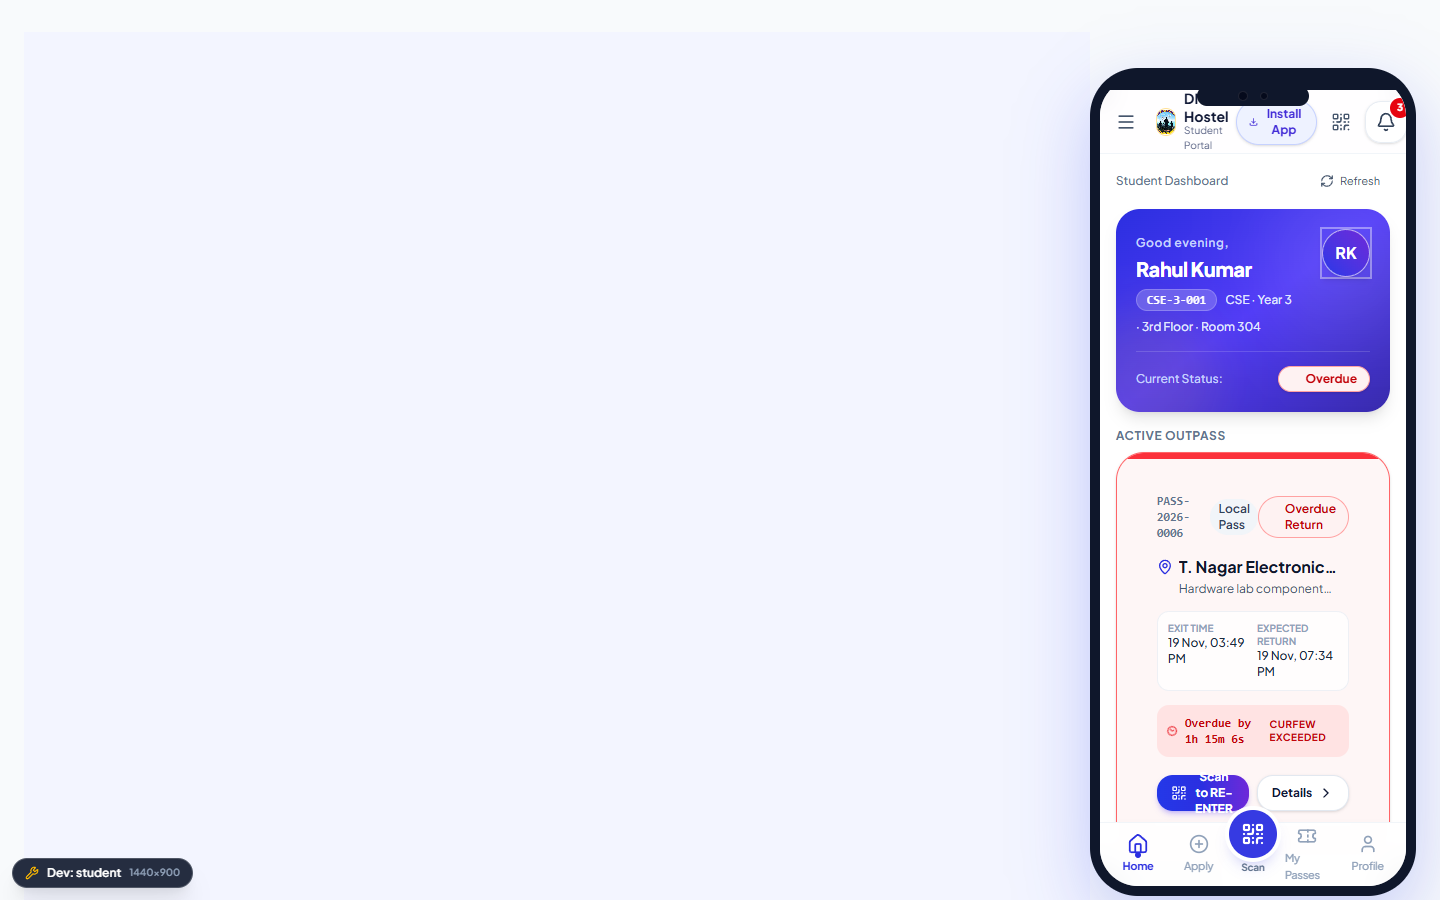 Hostel
Student
Portal
Install
App
3
Student Dashboard
Refresh
Good evening,
Rahul Kumar
RK
CSE-3-001
CSE · Year 3
· 3rd Floor · Room 304
Current Status:
Overdue
ACTIVE OUTPASS
PASS-
2026-
0006
Local
Pass
Overdue
Return
T. Nagar Electronic...
Hardware lab component...
EXIT TIME
19 Nov, 03:49
PM
EXPECTED
RETURN
19 Nov, 07:34
PM
Overdue by
1h 15m 6s
CURFEW
EXCEEDED
Scan
to RE-
ENTER
Details
Home
Apply
Scan
My
Passes
Profile
Dev: student
1440×900